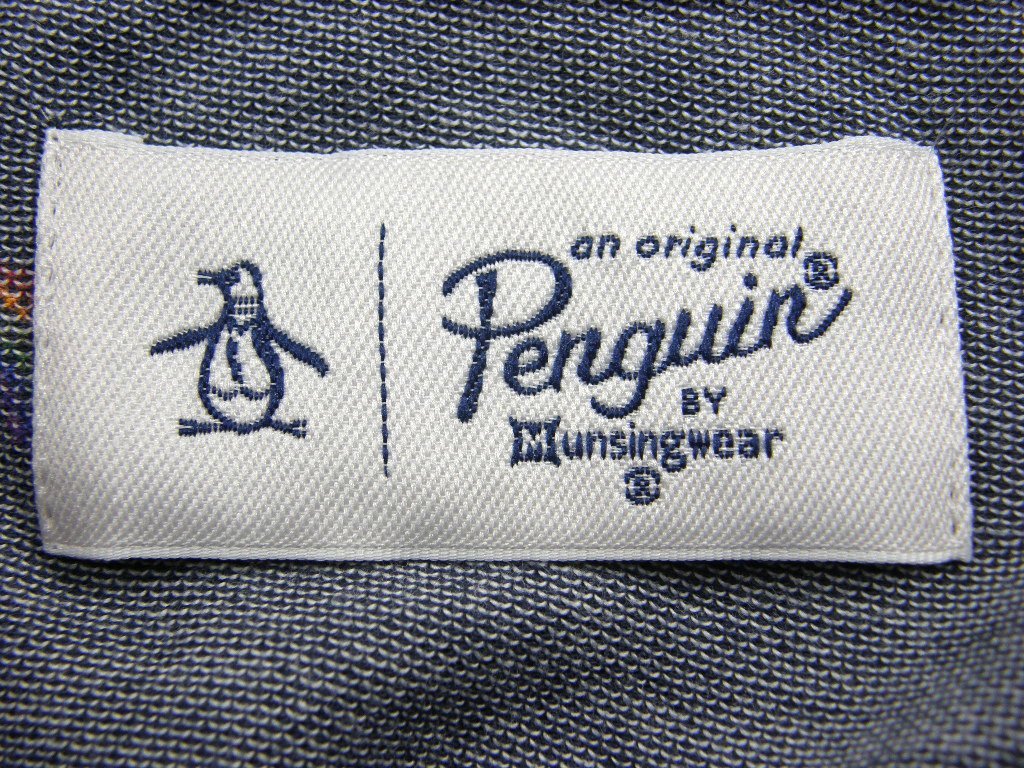 an original
Penguin®
BY
Munsingwear
®